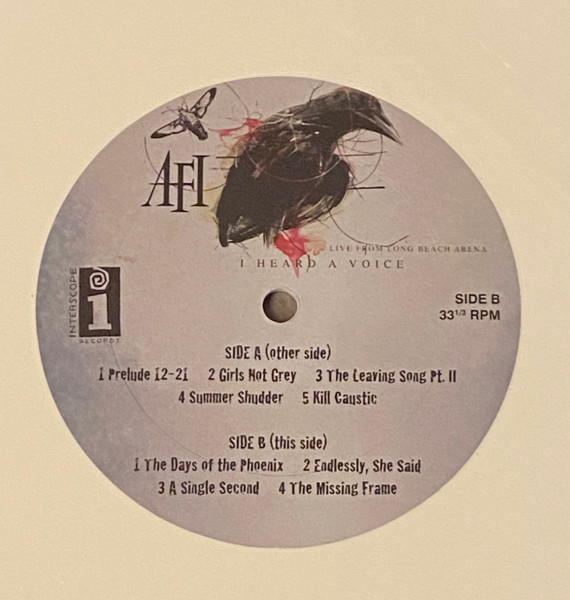 AFI
LIVE FROM LONG BEACH ARENA
I HEARD A VOICE
INTERSCOPE
i
RECORDS
SIDE B
33 1/3 RPM
SIDE A (other side)
1 Prelude 12-21 2 Girls Not Grey 3 The Leaving Song Pt. II
4 Summer Shudder 5 Kill Caustic
SIDE B (this side)
1 The Days of the Phoenix 2 Endlessly, She Said
3 A Single Second 4 The Missing Frame